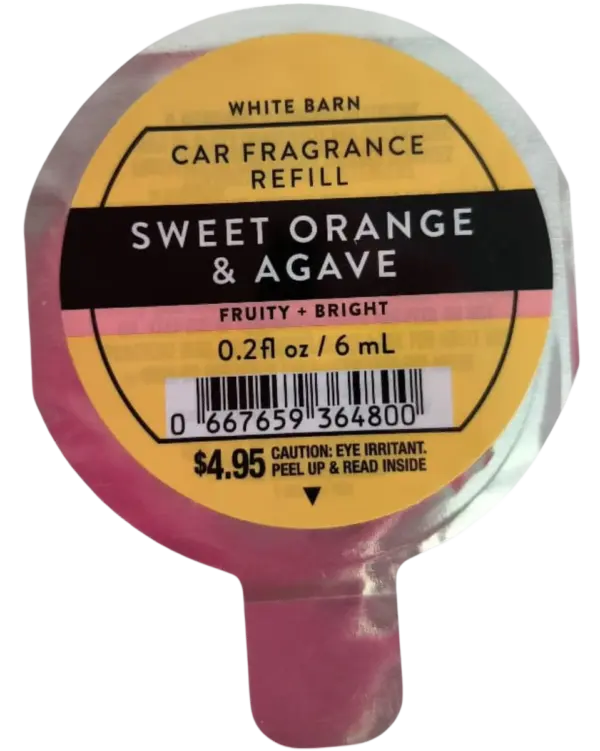 WHITE BARN
CAR FRAGRANCE
REFILL
SWEET ORANGE
& AGAVE
FRUITY + BRIGHT
0.2fl oz / 6 mL
0 667659 364800
$4.95 CAUTION: EYE IRRITANT.
PEEL UP & READ INSIDE